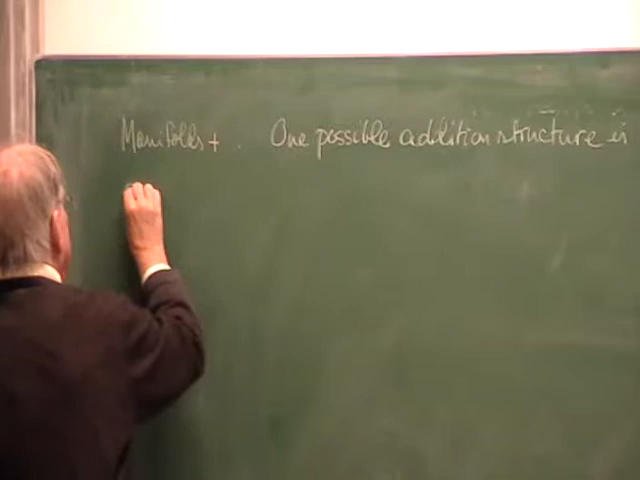 Manifolds + . One possible addition structure is